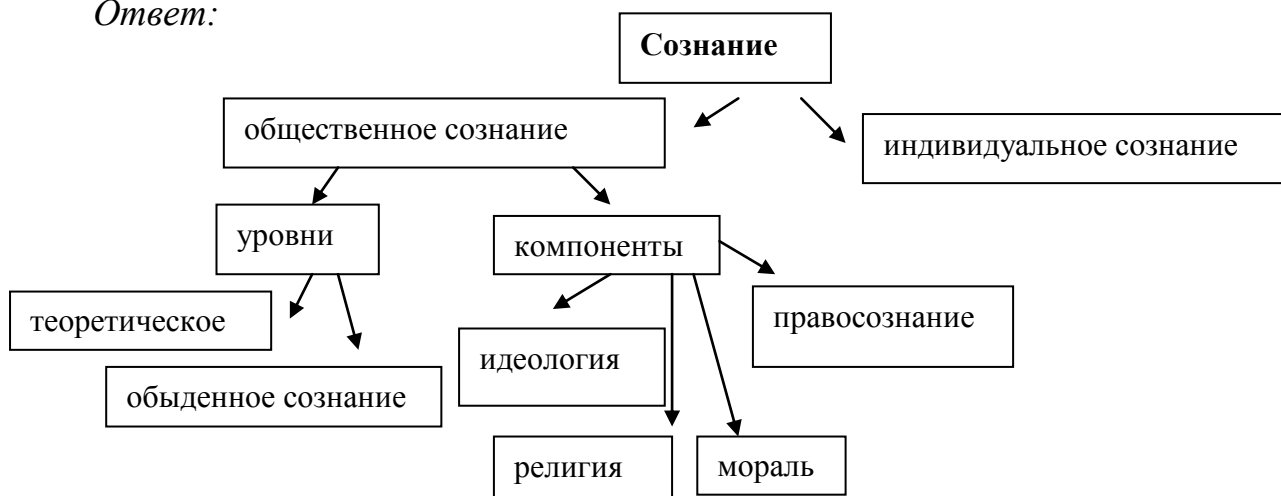 Ответ:
Сознание
общественное сознание
индивидуальное сознание
уровни
компоненты
теоретическое
правосознание
идеология
обыденное сознание
религия
мораль